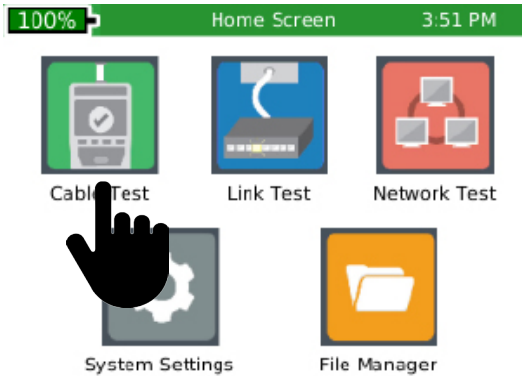 100% Home Screen 3:51 PM
Cable Test Link Test Network Test
System Settings File Manager